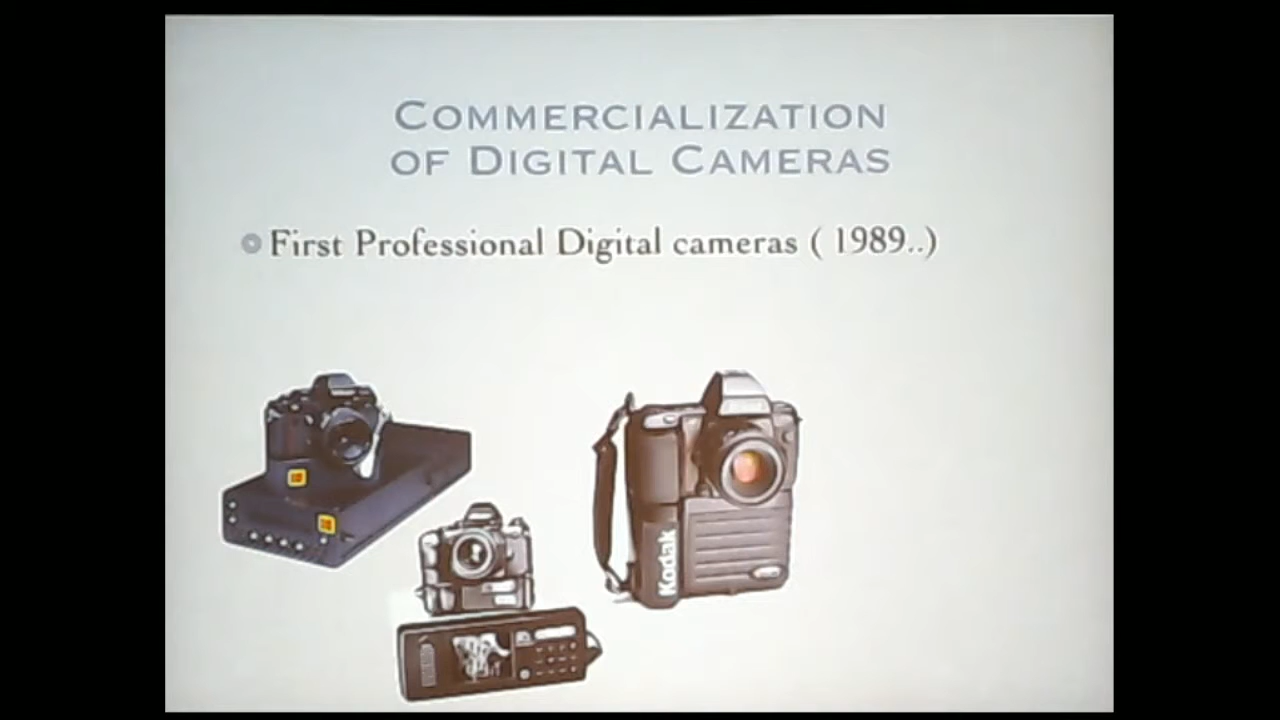 COMMERCIALIZATION
OF DIGITAL CAMERAS
First Professional Digital cameras ( 1989..)
Kodak